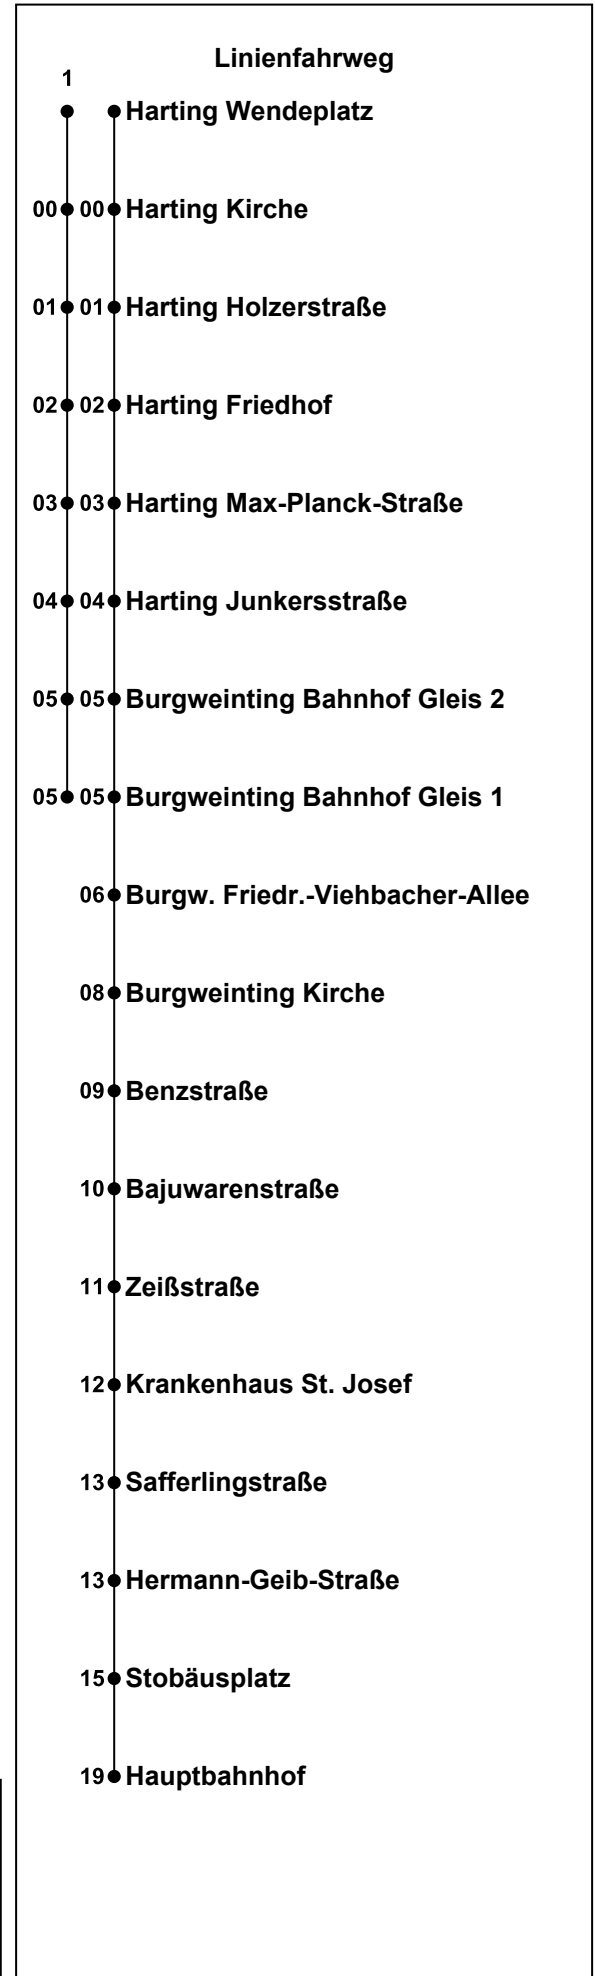 Linienfahrweg
1
Harting Wendeplatz
00 00 Harting Kirche
01 01 Harting Holzerstraße
02 02 Harting Friedhof
03 03 Harting Max-Planck-Straße
04 04 Harting Junkersstraße
05 05 Burgweinting Bahnhof Gleis 2
05 05 Burgweinting Bahnhof Gleis 1
06 Burgw. Friedr.-Viehbacher-Allee
08 Burgweinting Kirche
09 Benzstraße
10 Bajuwarenstraße
11 Zeißstraße
12 Krankenhaus St. Josef
13 Safferlingstraße
13 Hermann-Geib-Straße
15 Stobäusplatz
19 Hauptbahnhof